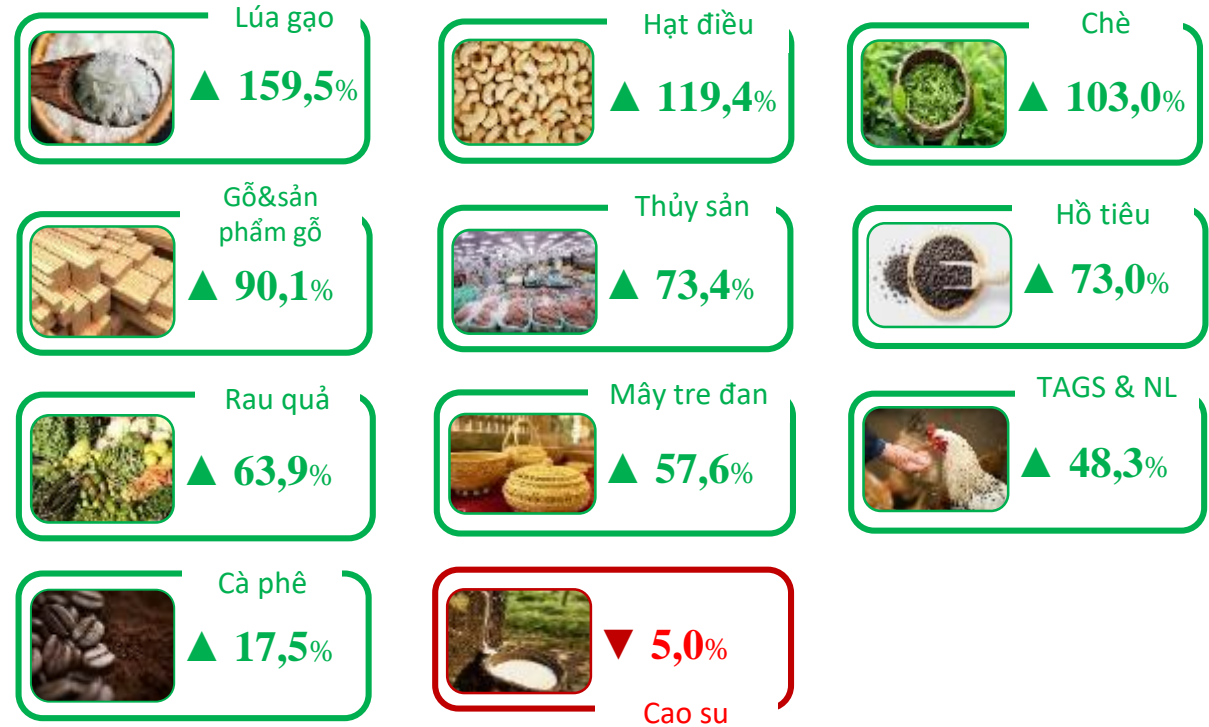 Lúa gạo
▲ 159,5%
Hạt điều
▲ 119,4%
Chè
▲ 103,0%
Gỗ&sản
phẩm gỗ
▲ 90,1%
Thủy sản
▲ 73,4%
Hồ tiêu
▲ 73,0%
Rau quả
▲ 63,9%
Mây tre đan
▲ 57,6%
TAGS & NL
▲ 48,3%
Cà phê
▲ 17,5%
▼ 5,0%
Cao su